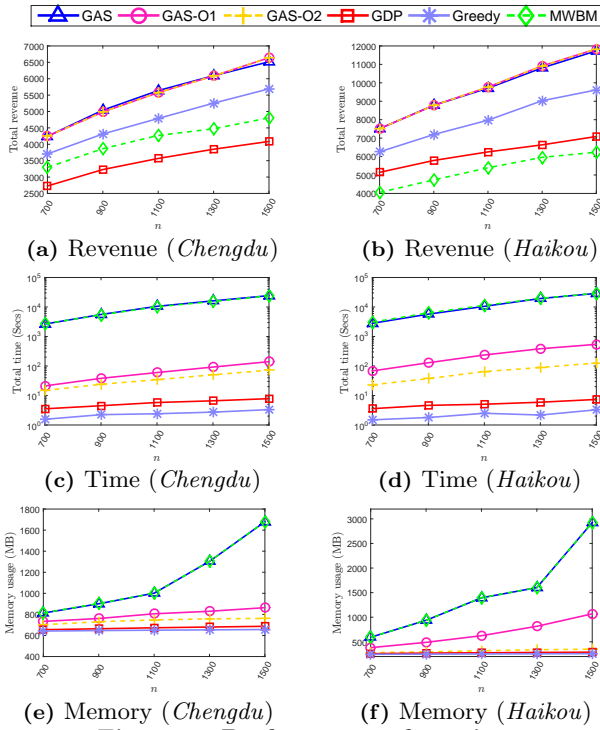 GAS GAS-O1 GAS-O2 GDP Greedy MWBM
Total revenue
7000
6500
6000
5500
5000
4500
4000
3500
3000
2500
700 900 1100 1300 1500
n
(a) Revenue (Chengdu)
Total revenue
12000
11000
10000
9000
8000
7000
6000
5000
4000
700 900 1100 1300 1500
n
(b) Revenue (Haikou)
Total time (Secs)
10^5
10^4
10^3
10^2
10^1
10^0
700 900 1100 1300 1500
n
(c) Time (Chengdu)
Total time (Secs)
10^5
10^4
10^3
10^2
10^1
10^0
700 900 1100 1300 1500
n
(d) Time (Haikou)
Memory usage (MB)
1800
1600
1400
1200
1000
800
600
400
700 900 1100 1300 1500
n
(e) Memory (Chengdu)
Memory usage (MB)
3000
2500
2000
1500
1000
500
700 900 1100 1300 1500
n
(f) Memory (Haikou)